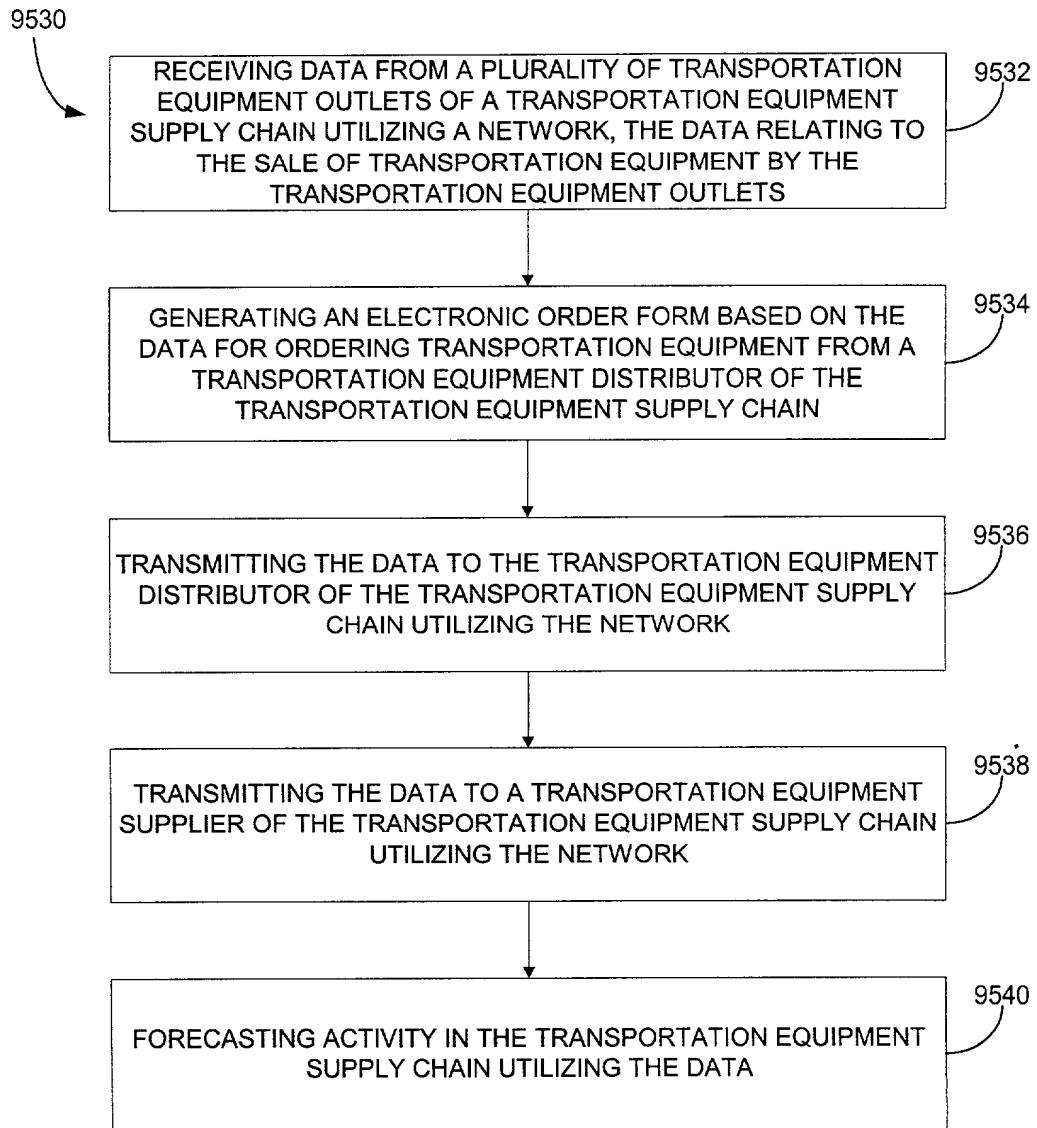 9530
RECEIVING DATA FROM A PLURALITY OF TRANSPORTATION
EQUIPMENT OUTLETS OF A TRANSPORTATION EQUIPMENT
SUPPLY CHAIN UTILIZING A NETWORK, THE DATA RELATING TO
THE SALE OF TRANSPORTATION EQUIPMENT BY THE
TRANSPORTATION EQUIPMENT OUTLETS
9532
GENERATING AN ELECTRONIC ORDER FORM BASED ON THE
DATA FOR ORDERING TRANSPORTATION EQUIPMENT FROM A
TRANSPORTATION EQUIPMENT DISTRIBUTOR OF THE
TRANSPORTATION EQUIPMENT SUPPLY CHAIN
9534
TRANSMITTING THE DATA TO THE TRANSPORTATION EQUIPMENT
DISTRIBUTOR OF THE TRANSPORTATION EQUIPMENT SUPPLY
CHAIN UTILIZING THE NETWORK
9536
TRANSMITTING THE DATA TO A TRANSPORTATION EQUIPMENT
SUPPLIER OF THE TRANSPORTATION EQUIPMENT SUPPLY CHAIN
UTILIZING THE NETWORK
9538
FORECASTING ACTIVITY IN THE TRANSPORTATION EQUIPMENT
SUPPLY CHAIN UTILIZING THE DATA
9540